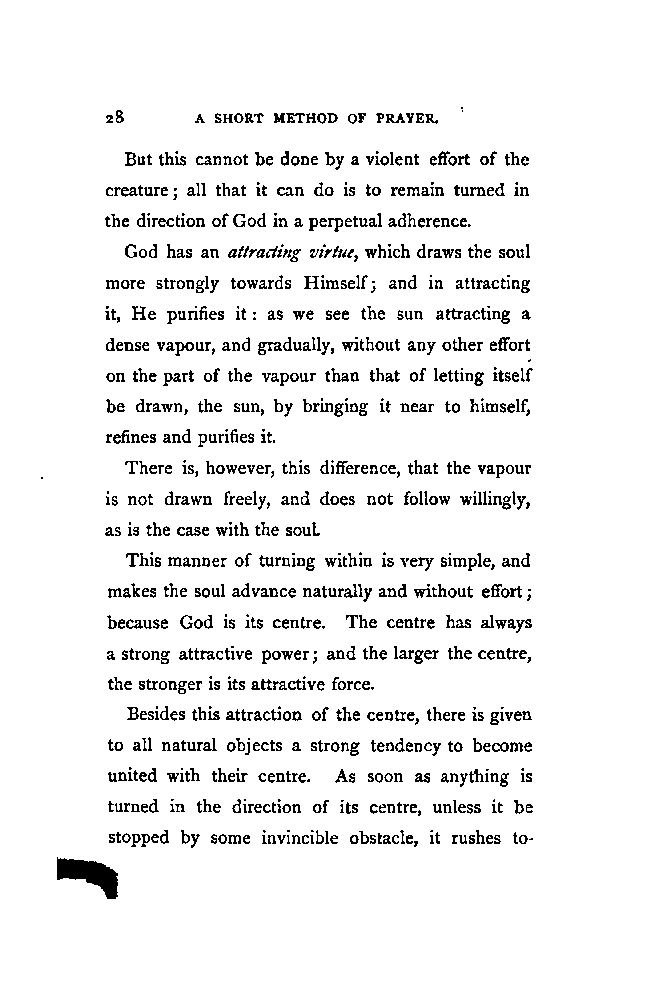 28 A SHORT METHOD OF PRAYER.
But this cannot be done by a violent effort of the
creature; all that it can do is to remain turned in
the direction of God in a perpetual adherence.
God has an attracting virtue, which draws the soul
more strongly towards Himself; and in attracting
it, He purifies it: as we see the sun attracting a
dense vapour, and gradually, without any other effort
on the part of the vapour than that of letting itself
be drawn, the sun, by bringing it near to himself,
refines and purifies it.
There is, however, this difference, that the vapour
is not drawn freely, and does not follow willingly,
as is the case with the soul.
This manner of turning within is very simple, and
makes the soul advance naturally and without effort;
because God is its centre. The centre has always
a strong attractive power; and the larger the centre,
the stronger is its attractive force.
Besides this attraction of the centre, there is given
to all natural objects a strong tendency to become
united with their centre. As soon as anything is
turned in the direction of its centre, unless it be
stopped by some invincible obstacle, it rushes to-